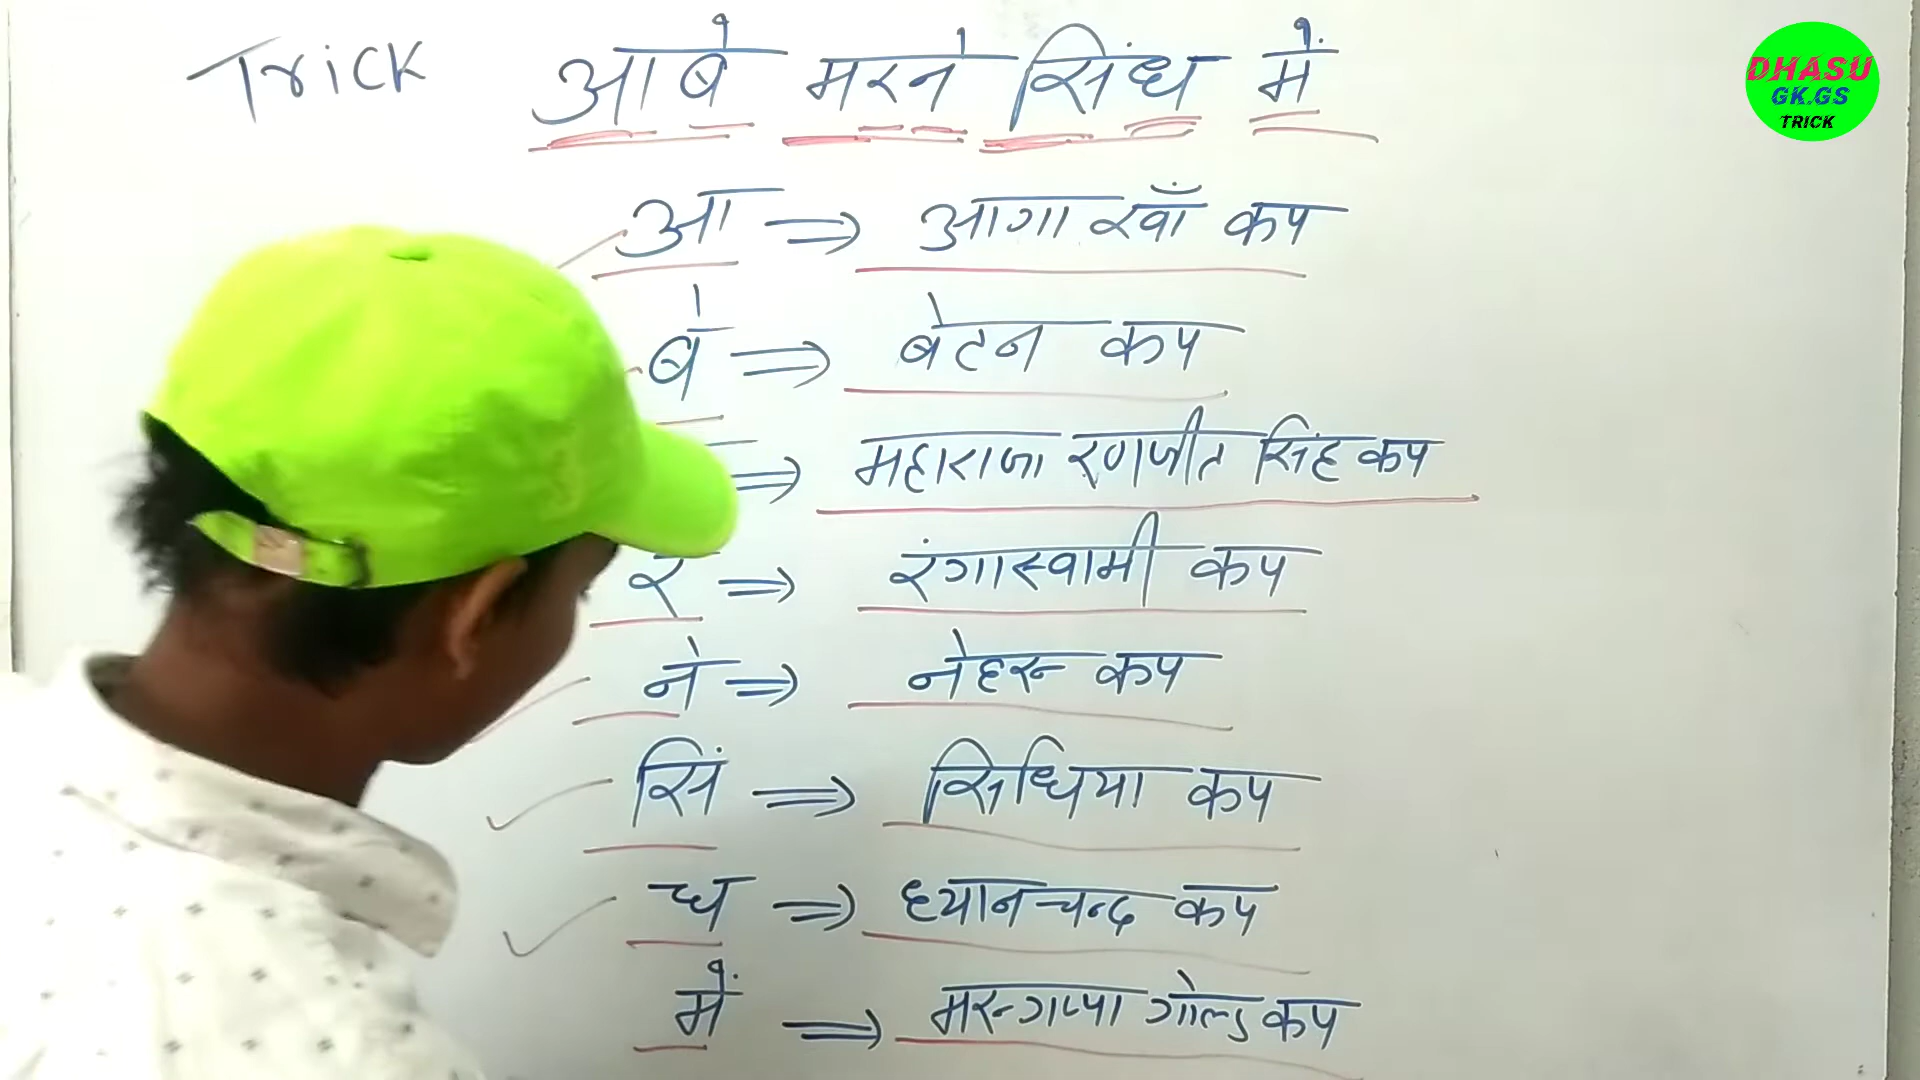 Trick आबे मरने सिंध में
DHASU
GK.GS
TRICK
आ ⇒ आगा खाँ कप
बे ⇒ बेटन कप
⇒ महाराजा रणजीत सिंह कप
र ⇒ रंगास्वामी कप
ने ⇒ नेहरू कप
सिं ⇒ सिंधिया कप
ध ⇒ ध्यानचन्द कप
में ⇒ मरुगप्पा गोल्ड कप